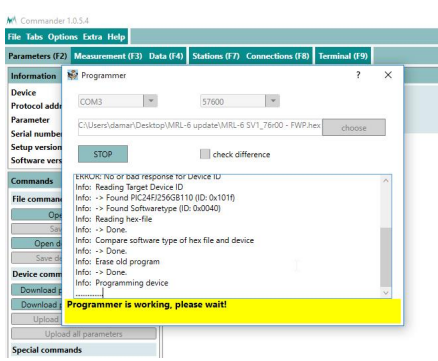 Commander 1.0.5.4
File Tabs Options Extra Help
Parameters (F2) Measurement (F3) Data (F4) Stations (F7) Connections (F8) Terminal (F9)
Information
Programmer ? ×
Device
Protocol addr
Parameter
Serial number
Setup version
Software vers
COM3 57600
C:\Users\damar\Desktop\MRL-6 update\MRL-6 SV1_76r00 - FWP.hex choose
STOP check difference
ERROR: No or bad response for Device ID
Info: Reading Target Device ID
Info: -> Found PIC24FJ256GB110 (ID: 0x101f)
Info: -> Found Softwaretype (ID: 0x0040)
Info: Reading hex-file
Info: -> Done.
Info: Compare software type of hex file and device
Info: -> Done.
Info: Erase old program
Info: -> Done.
Info: Programming device
Programmer is working, please wait!
Commands
File comman
Ope
Sav
Open d
Save de
Device comm
Download p
Download p
Upload
Upload all parameters
Special commands